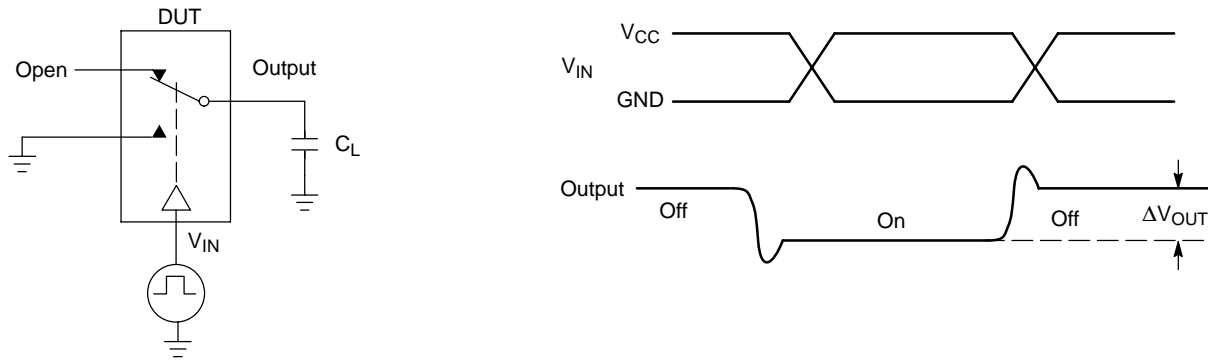 DUT
Open
Output
C_L
V_IN
V_CC
V_IN
GND
Output
Off
On
Off
ΔV_OUT